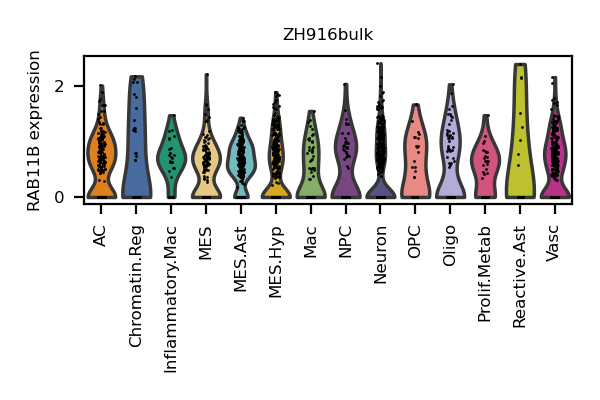 ZH916bulk
RAB11B expression
2
0
AC
Chromatin.Reg
Inflammatory.Mac
MES
MES.Ast
MES.Hyp
Mac
NPC
Neuron
OPC
Oligo
Prolif.Metab
Reactive.Ast
Vasc